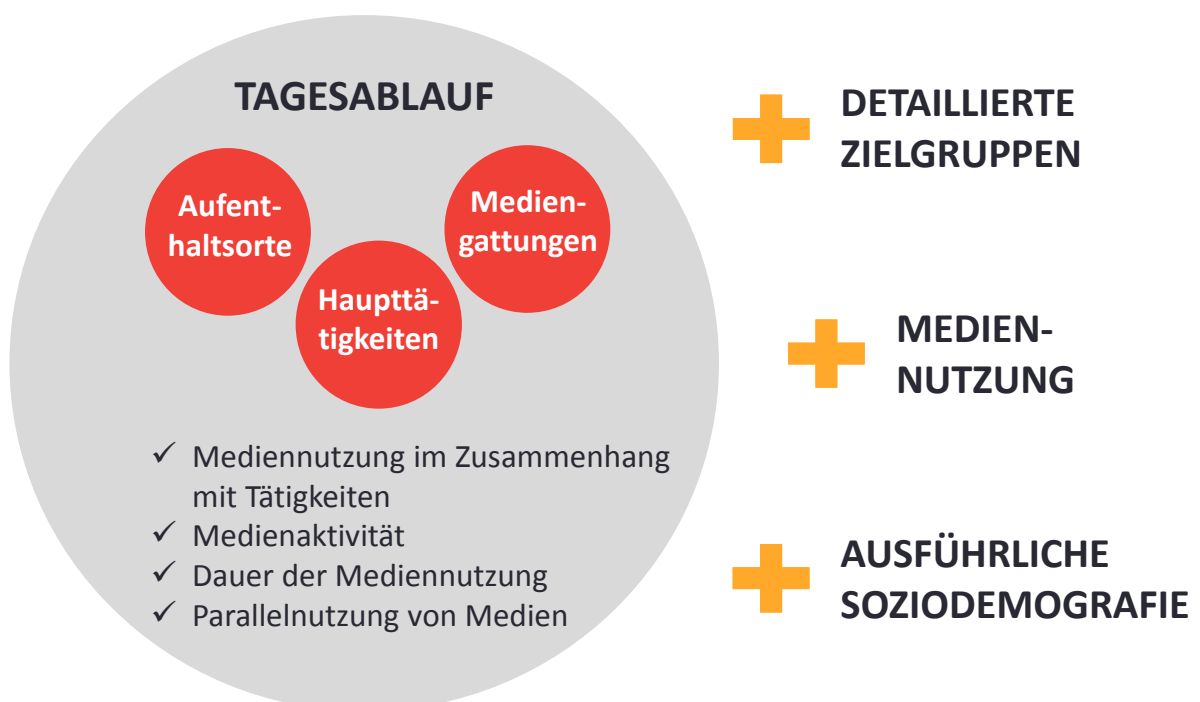 TAGESABLAUF
Aufent-
haltsorte
Medien-
gattungen
Haupttä-
tigkeiten
✓ Mediennutzung im Zusammenhang
mit Tätigkeiten
✓ Medienaktivität
✓ Dauer der Mediennutzung
✓ Parallelnutzung von Medien
DETAILLIERTE
ZIELGRUPPEN
MEDIEN-
NUTZUNG
AUSFÜHRLICHE
SOZIODEMOGRAFIE